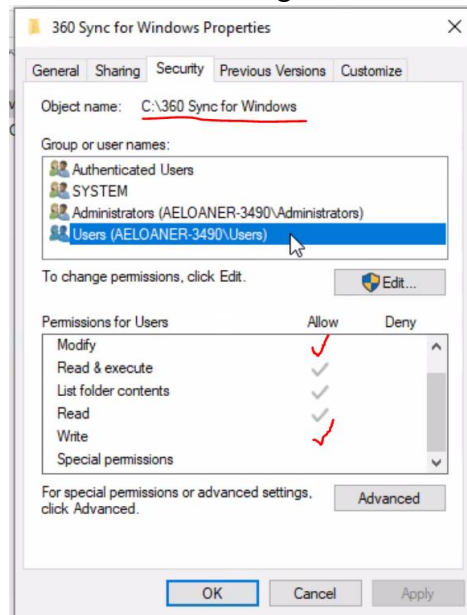 360 Sync for Windows Properties
General Sharing Security Previous Versions Customize
Object name: C:\360 Sync for Windows
Group or user names:
Authenticated Users
SYSTEM
Administrators (AELOANER-3490\Administrators)
Users (AELOANER-3490\Users)
To change permissions, click Edit.
Edit...
Permissions for Users Allow Deny
Modify
Read & execute
List folder contents
Read
Write
Special permissions
For special permissions or advanced settings,
click Advanced.
Advanced
OK Cancel Apply